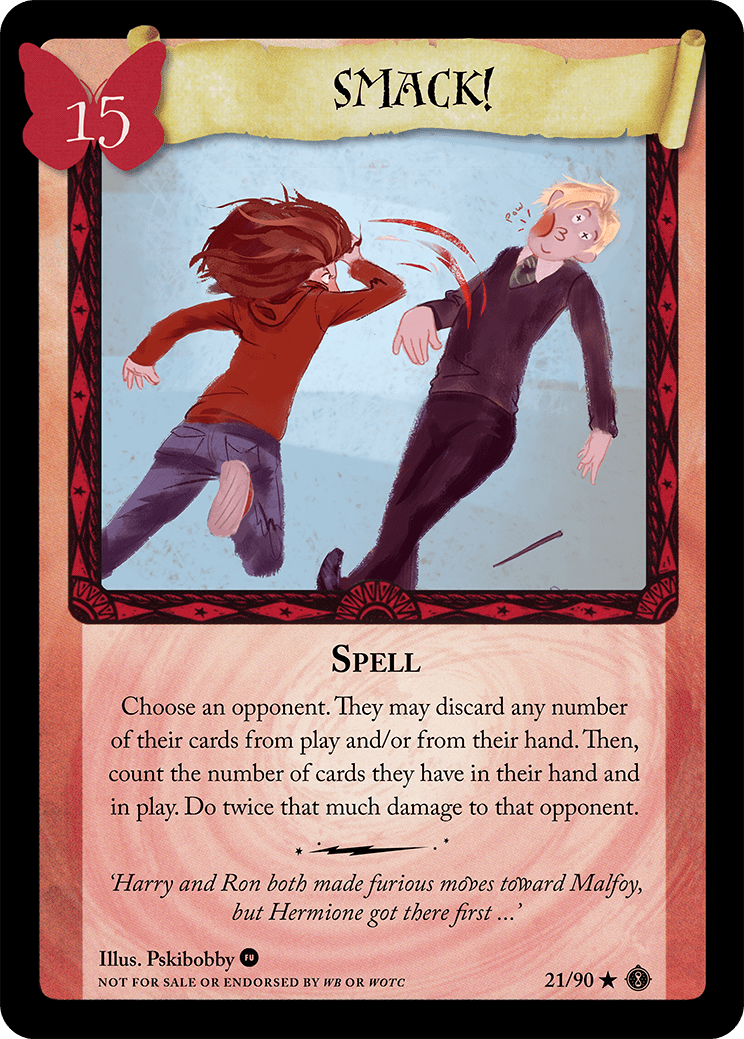 15
SMACK!
POW
SPELL
Choose an opponent. They may discard any number
of their cards from play and/or from their hand. Then,
count the number of cards they have in their hand and
in play. Do twice that much damage to that opponent.
‘Harry and Ron both made furious moves toward Malfoy,
but Hermione got there first ...’
Illus. Pskibobby FU
NOT FOR SALE OR ENDORSED BY WB OR WOTC
21/90 ★